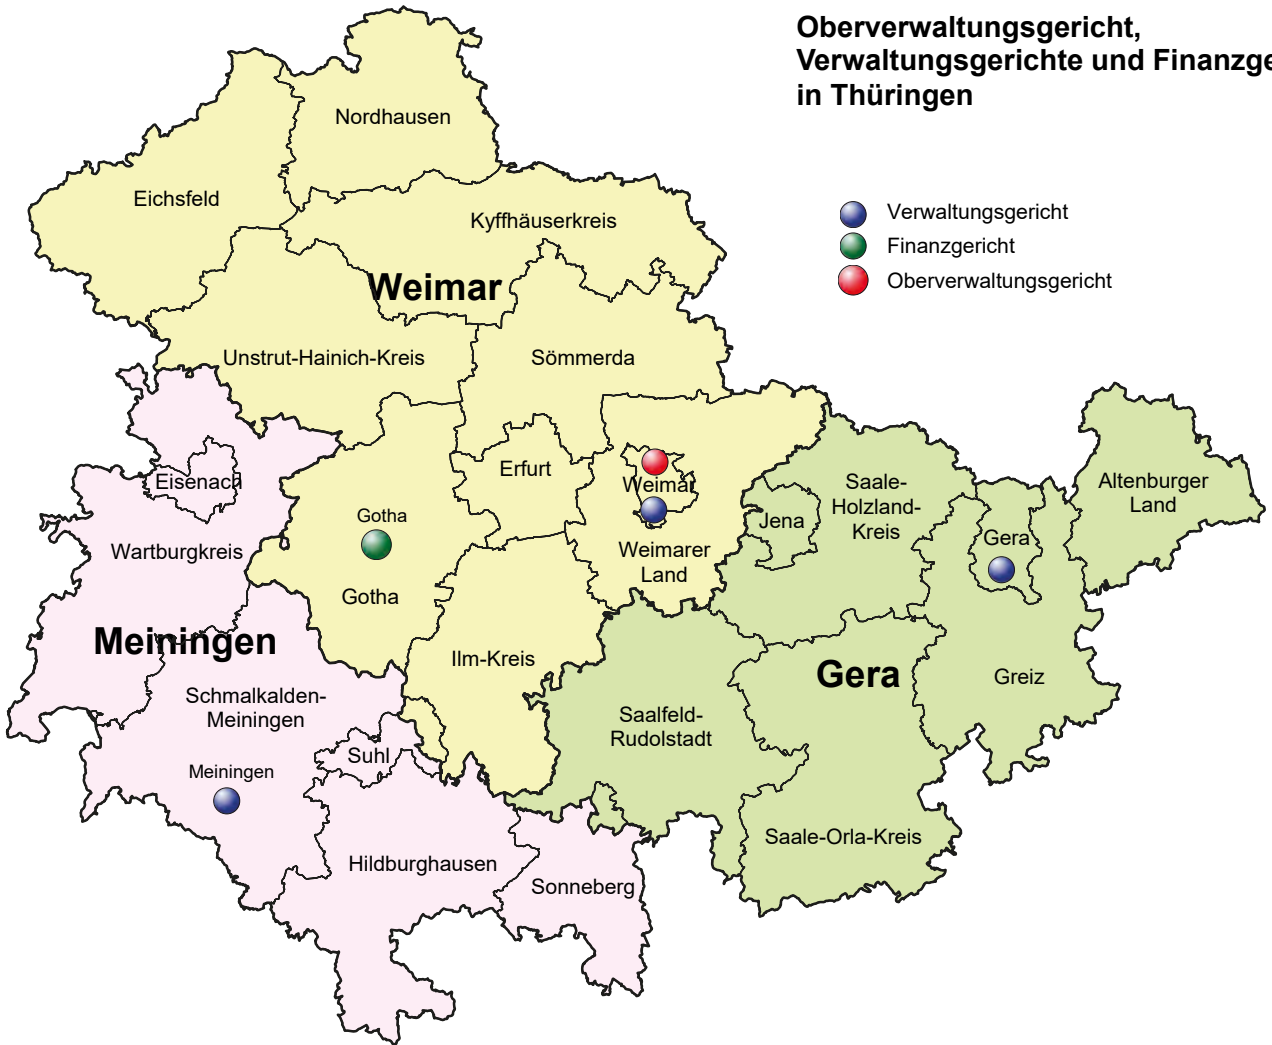 Oberverwaltungsgericht,
Verwaltungsgerichte und Finanzge
in Thüringen
Verwaltungsgericht
Finanzgericht
Oberverwaltungsgericht
Nordhausen
Eichsfeld
Kyffhäuserkreis
Weimar
Unstrut-Hainich-Kreis
Sömmerda
Eisenach
Erfurt
Weimar
Saale-
Holzland-
Kreis
Altenburger
Land
Gotha
Jena
Gera
Wartburgkreis
Weimarer
Land
Gotha
Meiningen
Ilm-Kreis
Gera
Greiz
Schmalkalden-
Meiningen
Saalfeld-
Rudolstadt
Suhl
Meiningen
Saale-Orla-Kreis
Hildburghausen
Sonneberg